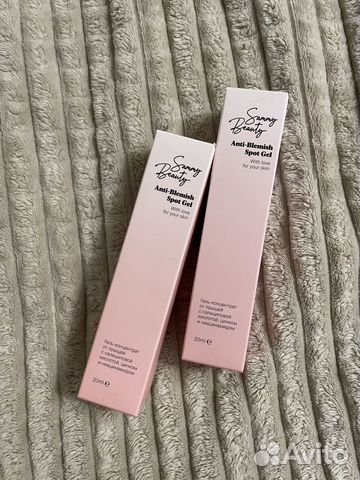 Sammy
Beauty
Anti-Blemish
Spot Gel
With love
for your skin
Гель-концентрат
от прыщей
с салициловой
кислотой, цинком
и ниацинамидом
20ml ℮
Sammy
Beauty
Anti-Blemish
Spot Gel
With love
for your skin
Гель-концентрат
от прыщей
с салициловой
кислотой, цинком
и ниацинамидом
20ml ℮
Avito